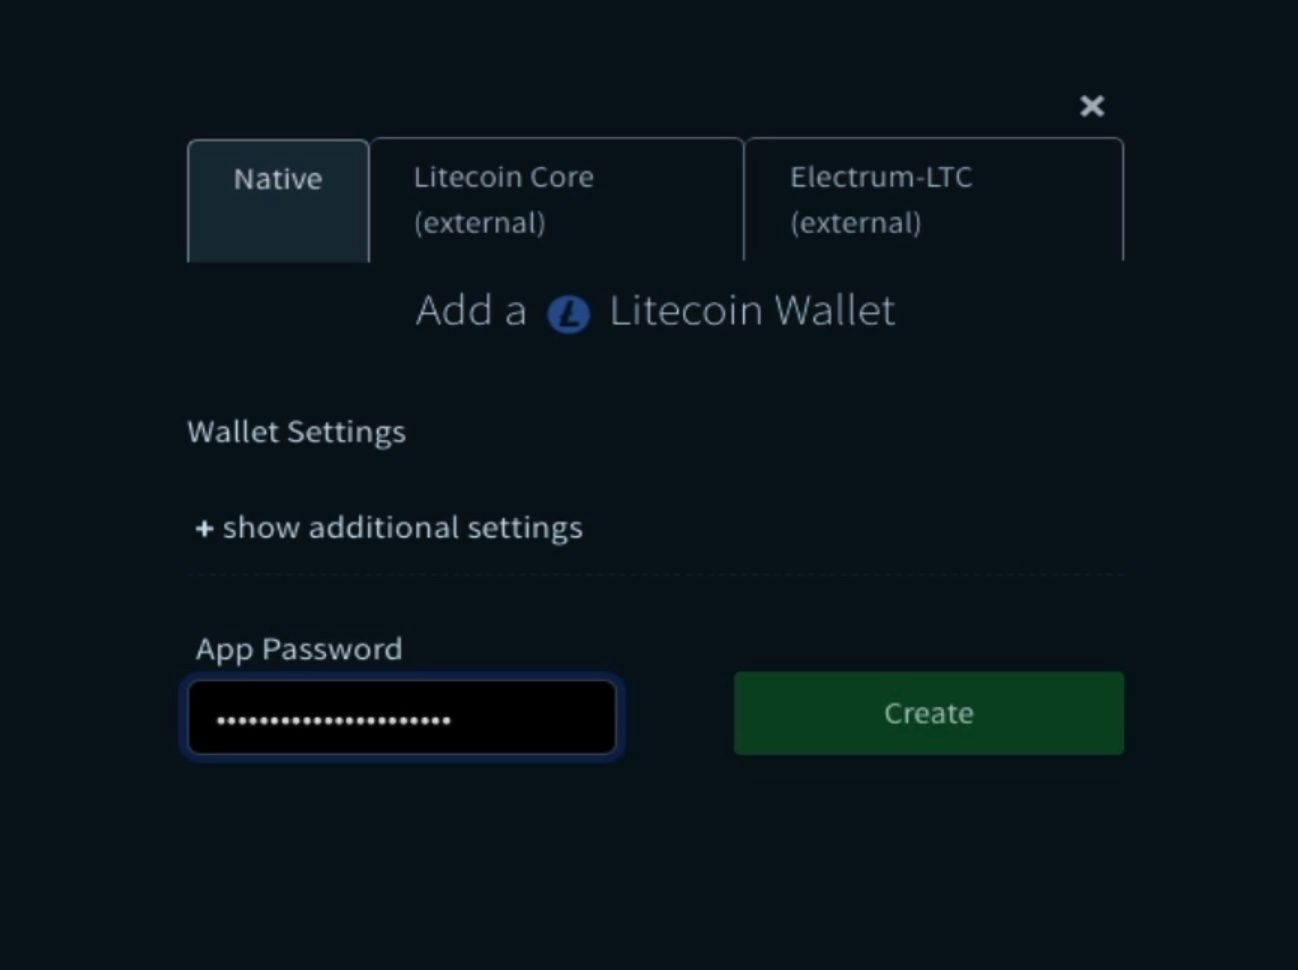 Native
Litecoin Core
(external)
Electrum-LTC
(external)
Add a Litecoin Wallet
Wallet Settings
+ show additional settings
App Password
••••••••••••••••••••••
Create